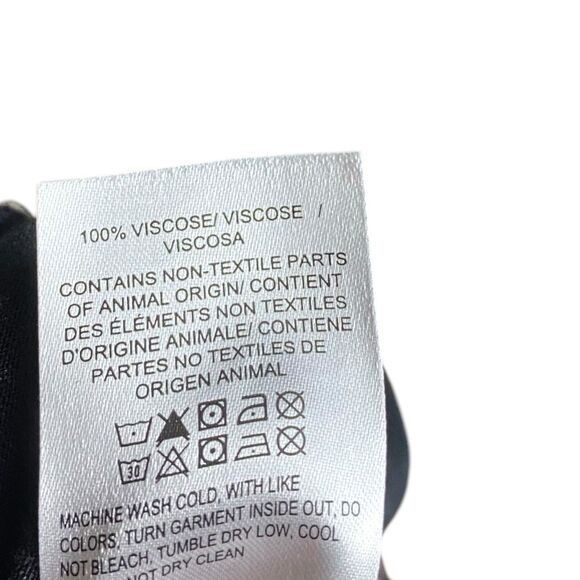 100% VISCOSE/ VISCOSE /
VISCOSA
CONTAINS NON-TEXTILE PARTS
OF ANIMAL ORIGIN/ CONTIENT
DES ÉLÉMENTS NON TEXTILES
D'ORIGINE ANIMALE/ CONTIENE
PARTES NO TEXTILES DE
ORIGEN ANIMAL
30
MACHINE WASH COLD, WITH LIKE
COLORS, TURN GARMENT INSIDE OUT, DO
NOT BLEACH, TUMBLE DRY LOW, COOL
NOT DRY CLEAN